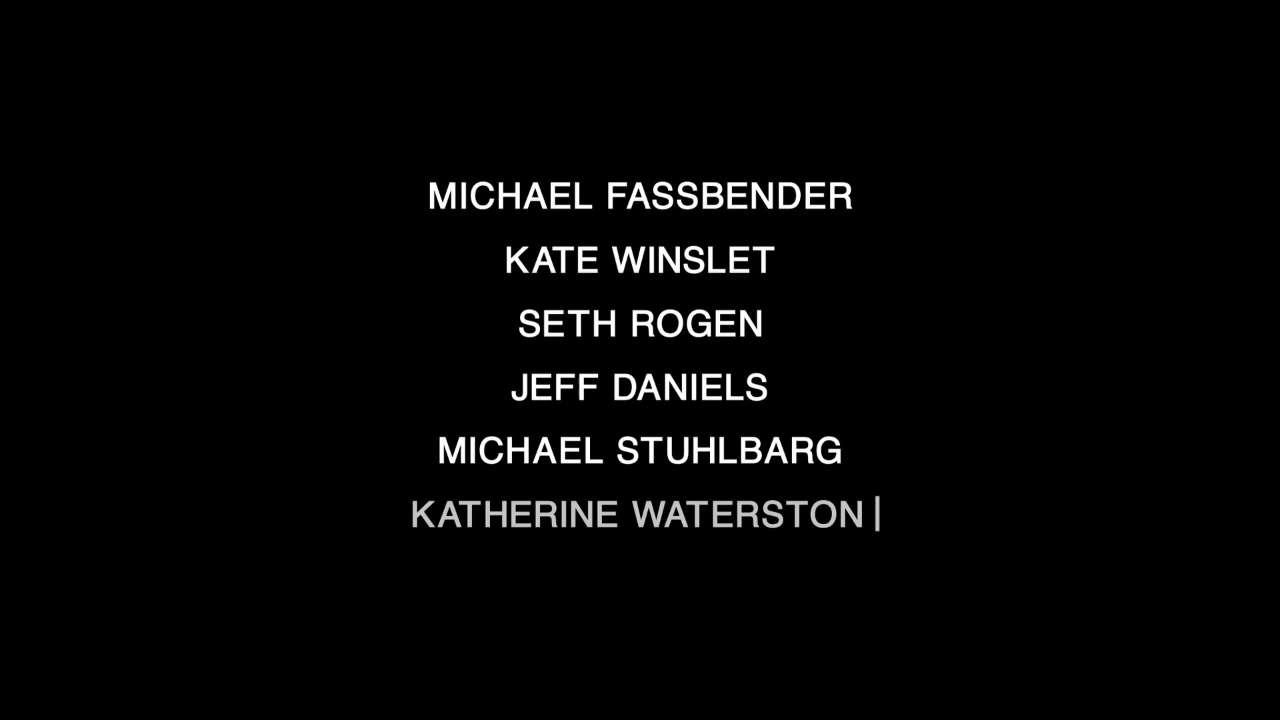 MICHAEL FASSBENDER
KATE WINSLET
SETH ROGEN
JEFF DANIELS
MICHAEL STUHLBARG
KATHERINE WATERSTON|